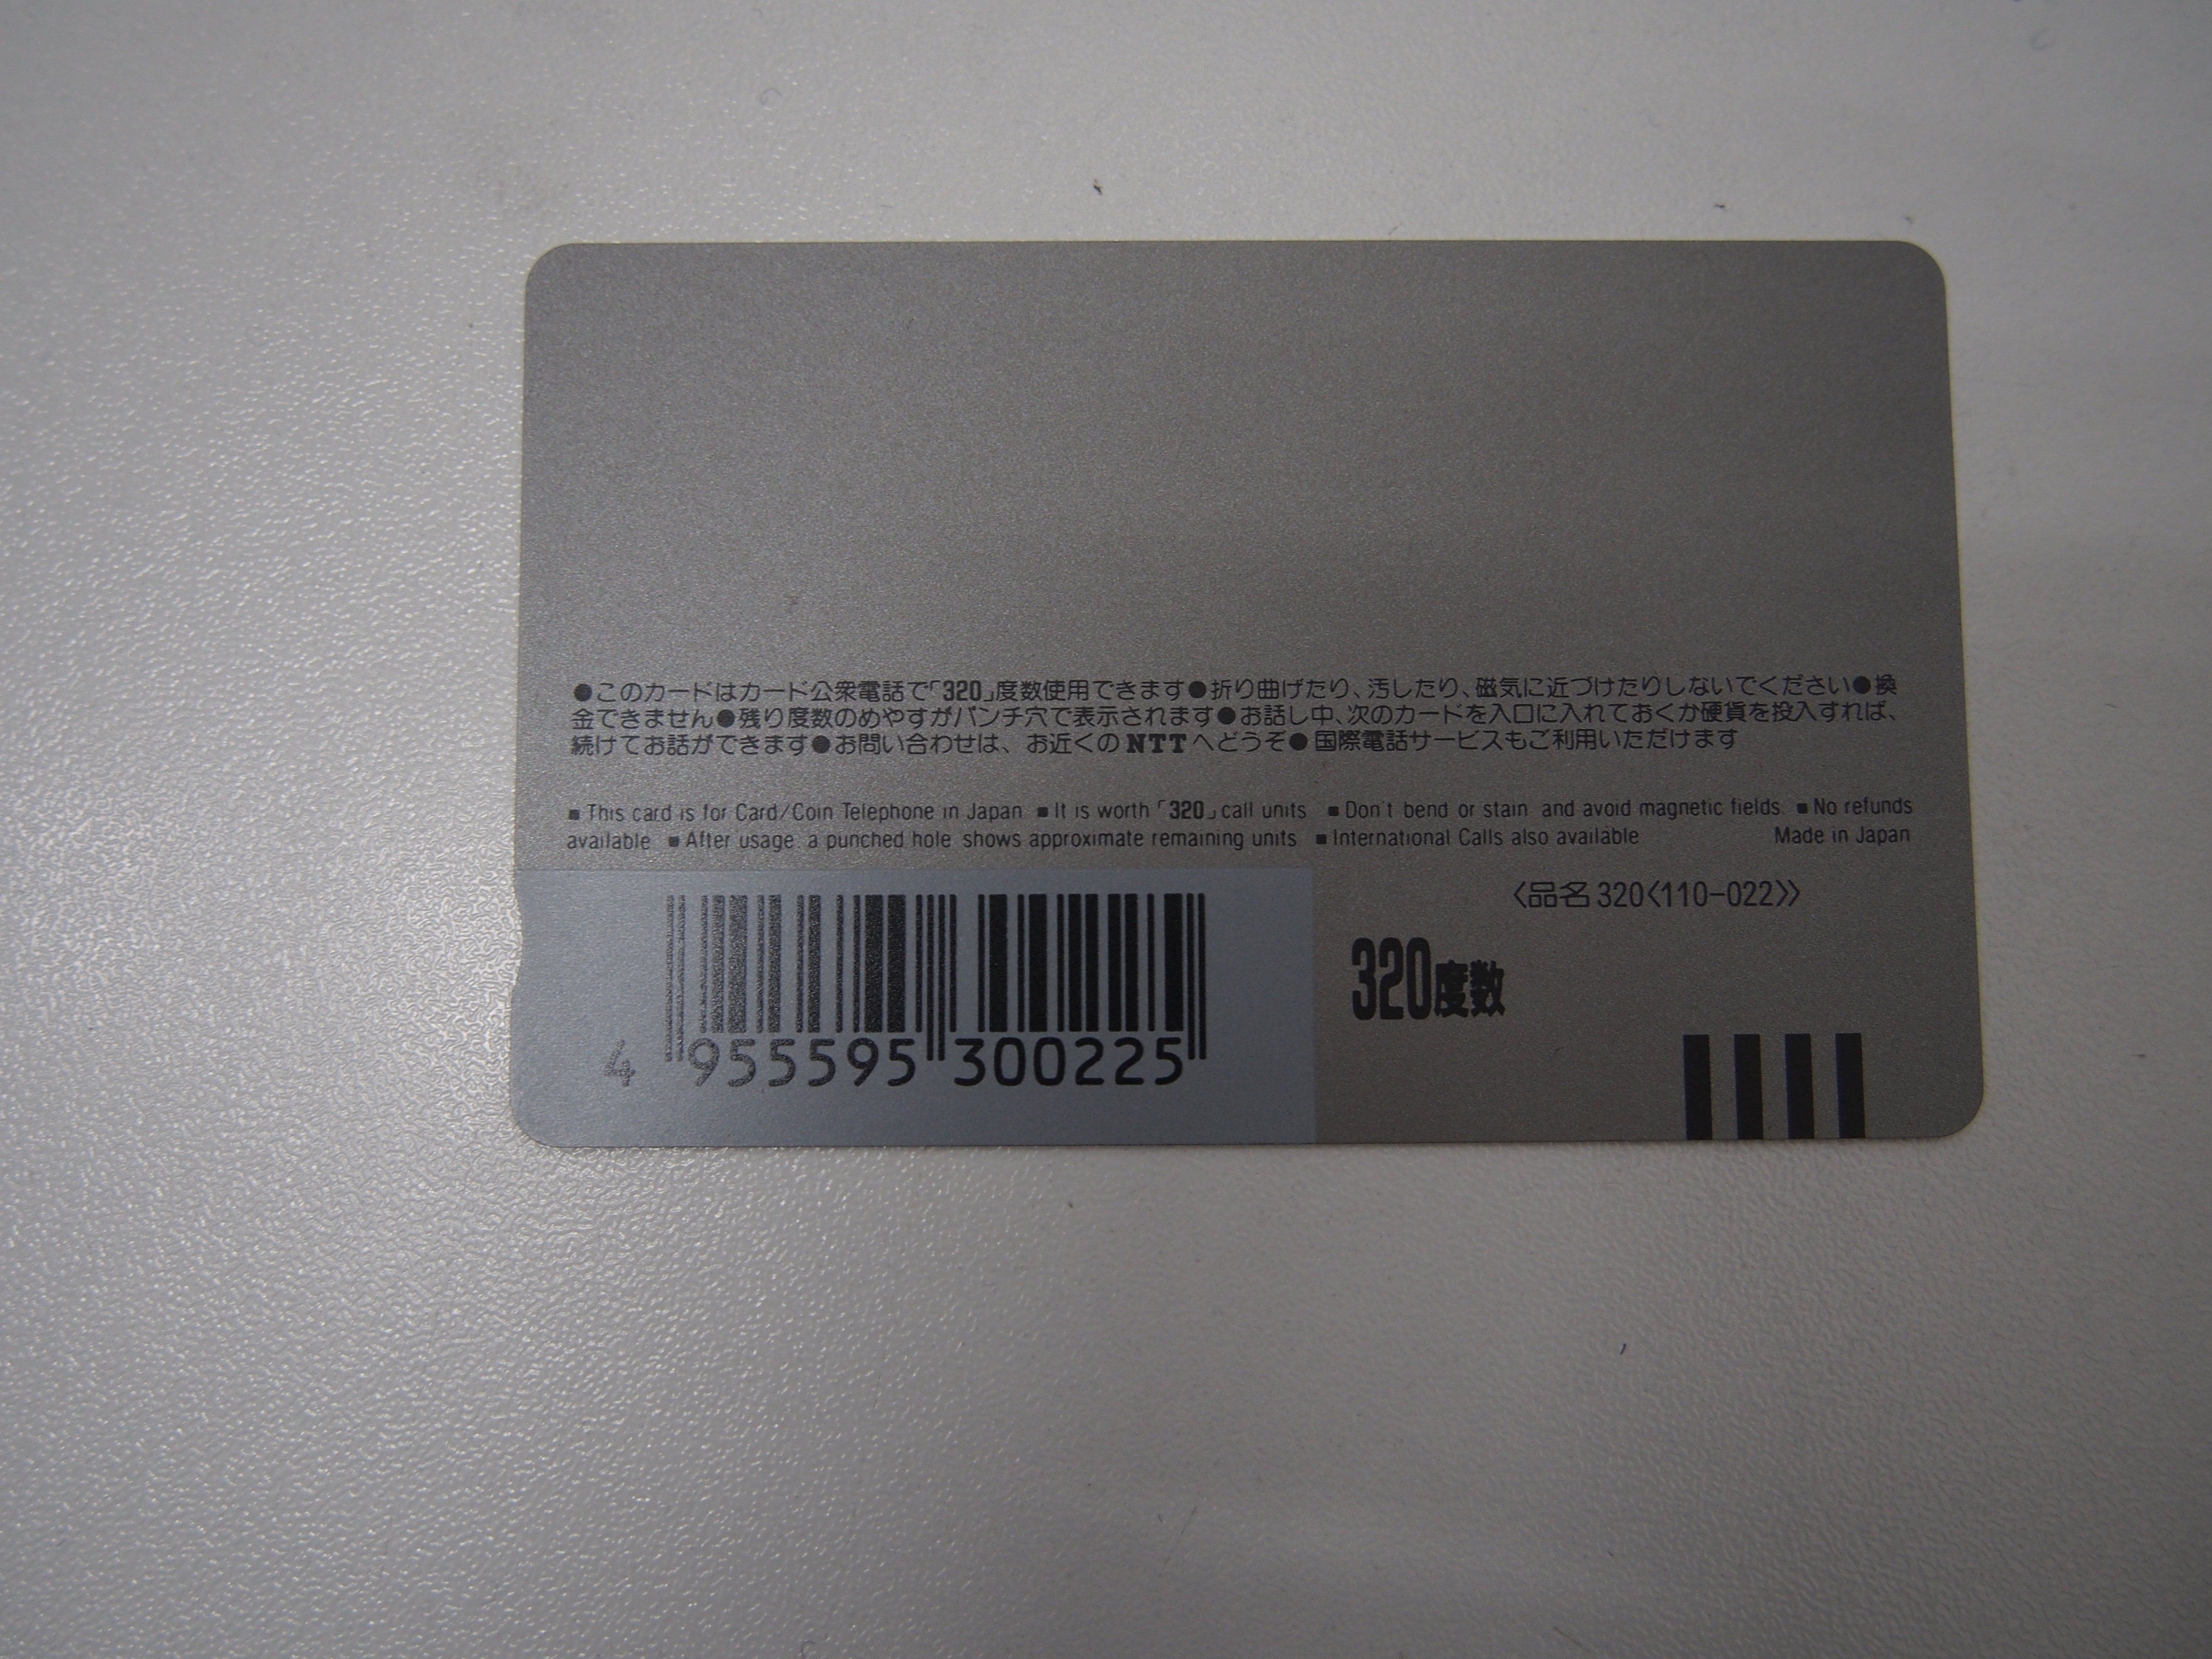 ●このカードはカード公衆電話で「320」度数使用できます●折り曲げたり、汚したり、磁気に近づけたりしないでください●換
金できません●残り度数のめやすがパンチ穴で表示されます●お話し中、次のカードを入口に入れておくか硬貨を投入すれば、
続けてお話ができます●お問い合わせは、お近くのNTTへどうぞ●国際電話サービスもご利用いただけます
■This card is for Card/Coin Telephone in Japan ■It is worth「320」call units ■Don't bend or stain and avoid magnetic fields. ■No refunds
available ■After usage, a punched hole shows approximate remaining units ■International Calls also available Made in Japan
〈品名320〈110-022〉〉
320度数
4 955595 300225